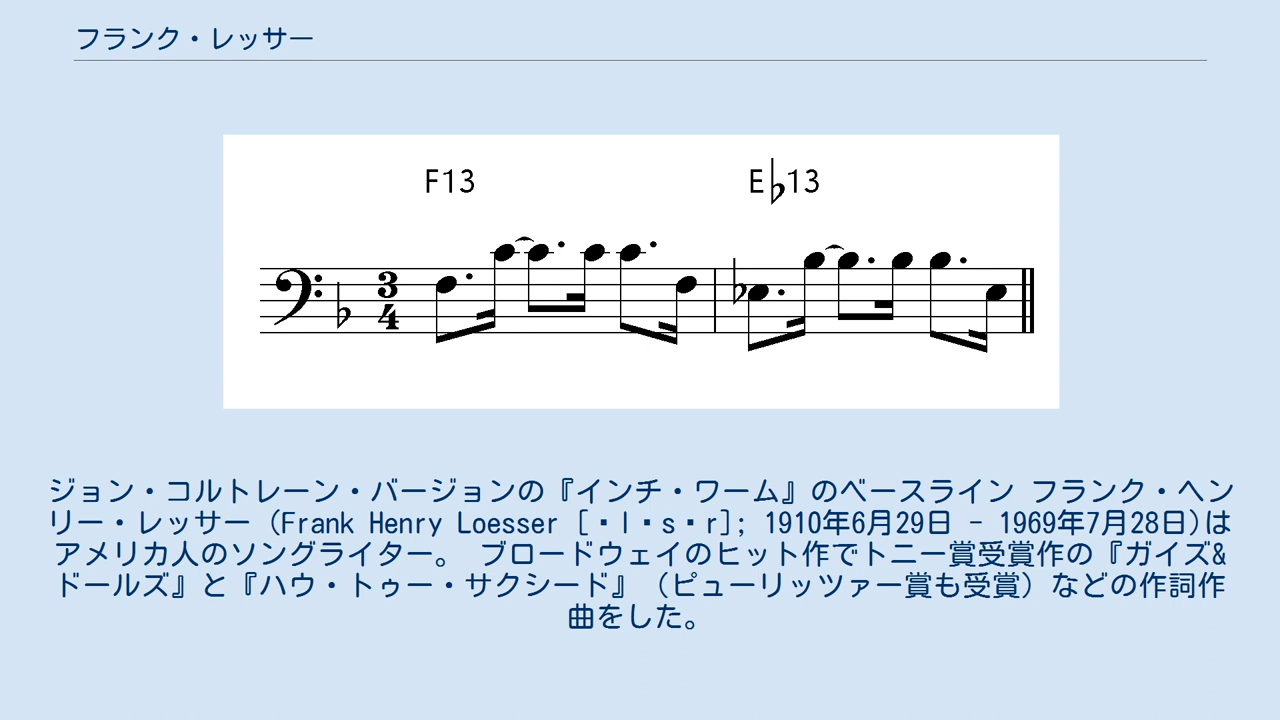 フランク・レッサー
F13 E♭13
3
4
ジョン・コルトレーン・バージョンの『インチ・ワーム』のベースライン フランク・ヘン
リー・レッサー (Frank Henry Loesser [･l･s･r]; 1910年6月29日 - 1969年7月28日)は
アメリカ人のソングライター。 ブロードウェイのヒット作でトニー賞受賞作の『ガイズ&
ドールズ』と『ハウ・トゥー・サクシード』（ピューリッツァー賞も受賞）などの作詞作
曲をした。